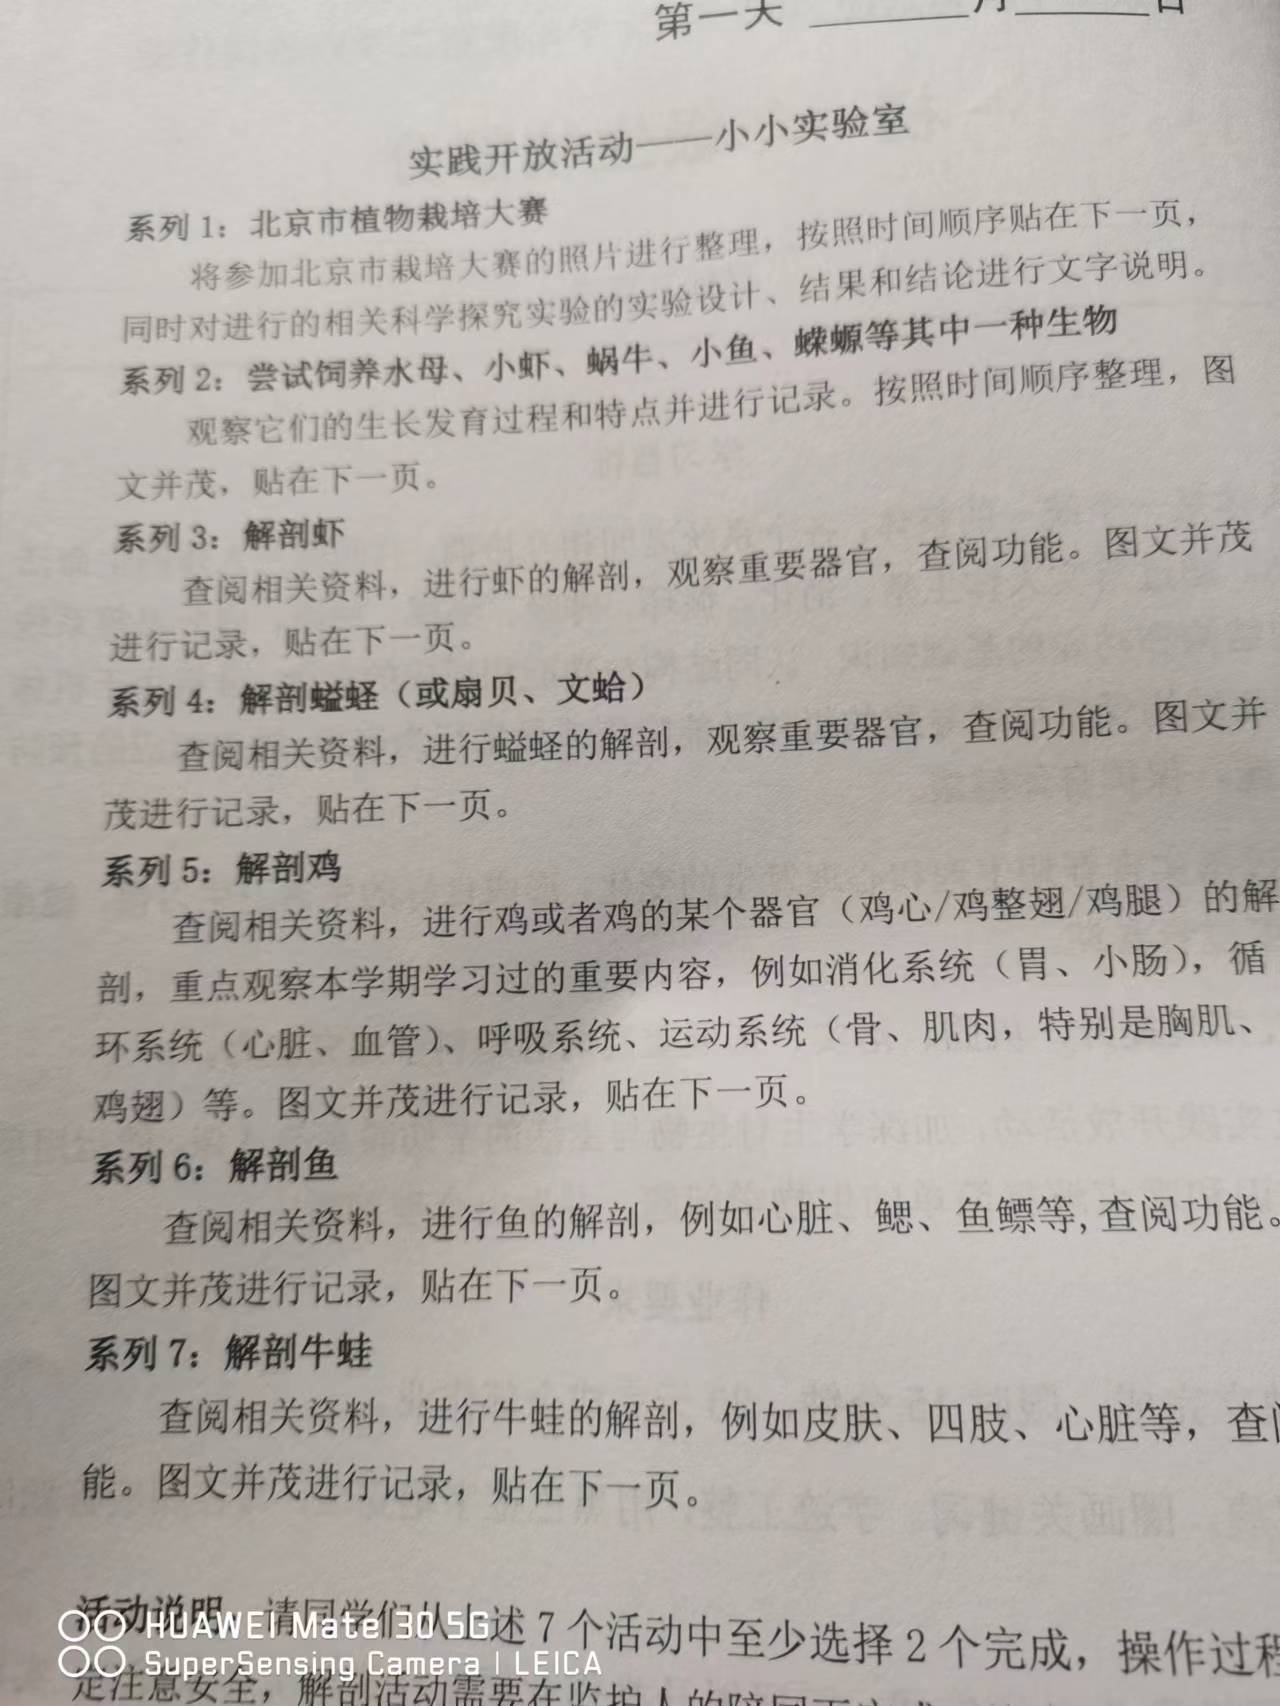 第一天 ______月______日
实践开放活动——小小实验室
系列1：北京市植物栽培大赛
将参加北京市栽培大赛的照片进行整理，按照时间顺序贴在下一页，
同时对进行的相关科学探究实验的实验设计、结果和结论进行文字说明。
系列2：尝试饲养水母、小虾、蜗牛、小鱼、蝾螈等其中一种生物
观察它们的生长发育过程和特点并进行记录。按照时间顺序整理，图
文并茂，贴在下一页。
系列3：解剖虾
查阅相关资料，进行虾的解剖，观察重要器官，查阅功能。图文并茂
进行记录，贴在下一页。
系列4：解剖蜢蛏（或扇贝、文蛤）
查阅相关资料，进行蜢蛏的解剖，观察重要器官，查阅功能。图文并
茂进行记录，贴在下一页。
系列5：解剖鸡
查阅相关资料，进行鸡或者鸡的某个器官（鸡心/鸡整翅/鸡腿）的解
剖，重点观察本学期学习过的重要内容，例如消化系统（胃、小肠），循
环系统（心脏、血管）、呼吸系统、运动系统（骨、肌肉，特别是胸肌、
鸡翅）等。图文并茂进行记录，贴在下一页。
系列6：解剖鱼
查阅相关资料，进行鱼的解剖，例如心脏、鳃、鱼鳔等,查阅功能。
图文并茂进行记录，贴在下一页。
系列7：解剖牛蛙
查阅相关资料，进行牛蛙的解剖，例如皮肤、四肢、心脏等，查
能。图文并茂进行记录，贴在下一页。
活动说明 请同学们从上述7个活动中至少选择2个完成，操作过程
定注意安全，解剖活动需要在监护人的陪同下
HUAWEI Mate 30 5G
SuperSensing Camera | LEICA